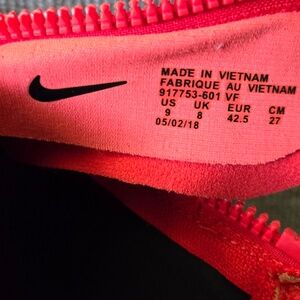 MADE IN VIETNAM
FABRIQUE AU VIETNAM
917753-601 VF
US UK EUR CM
9 8 42.5 27
05/02/18